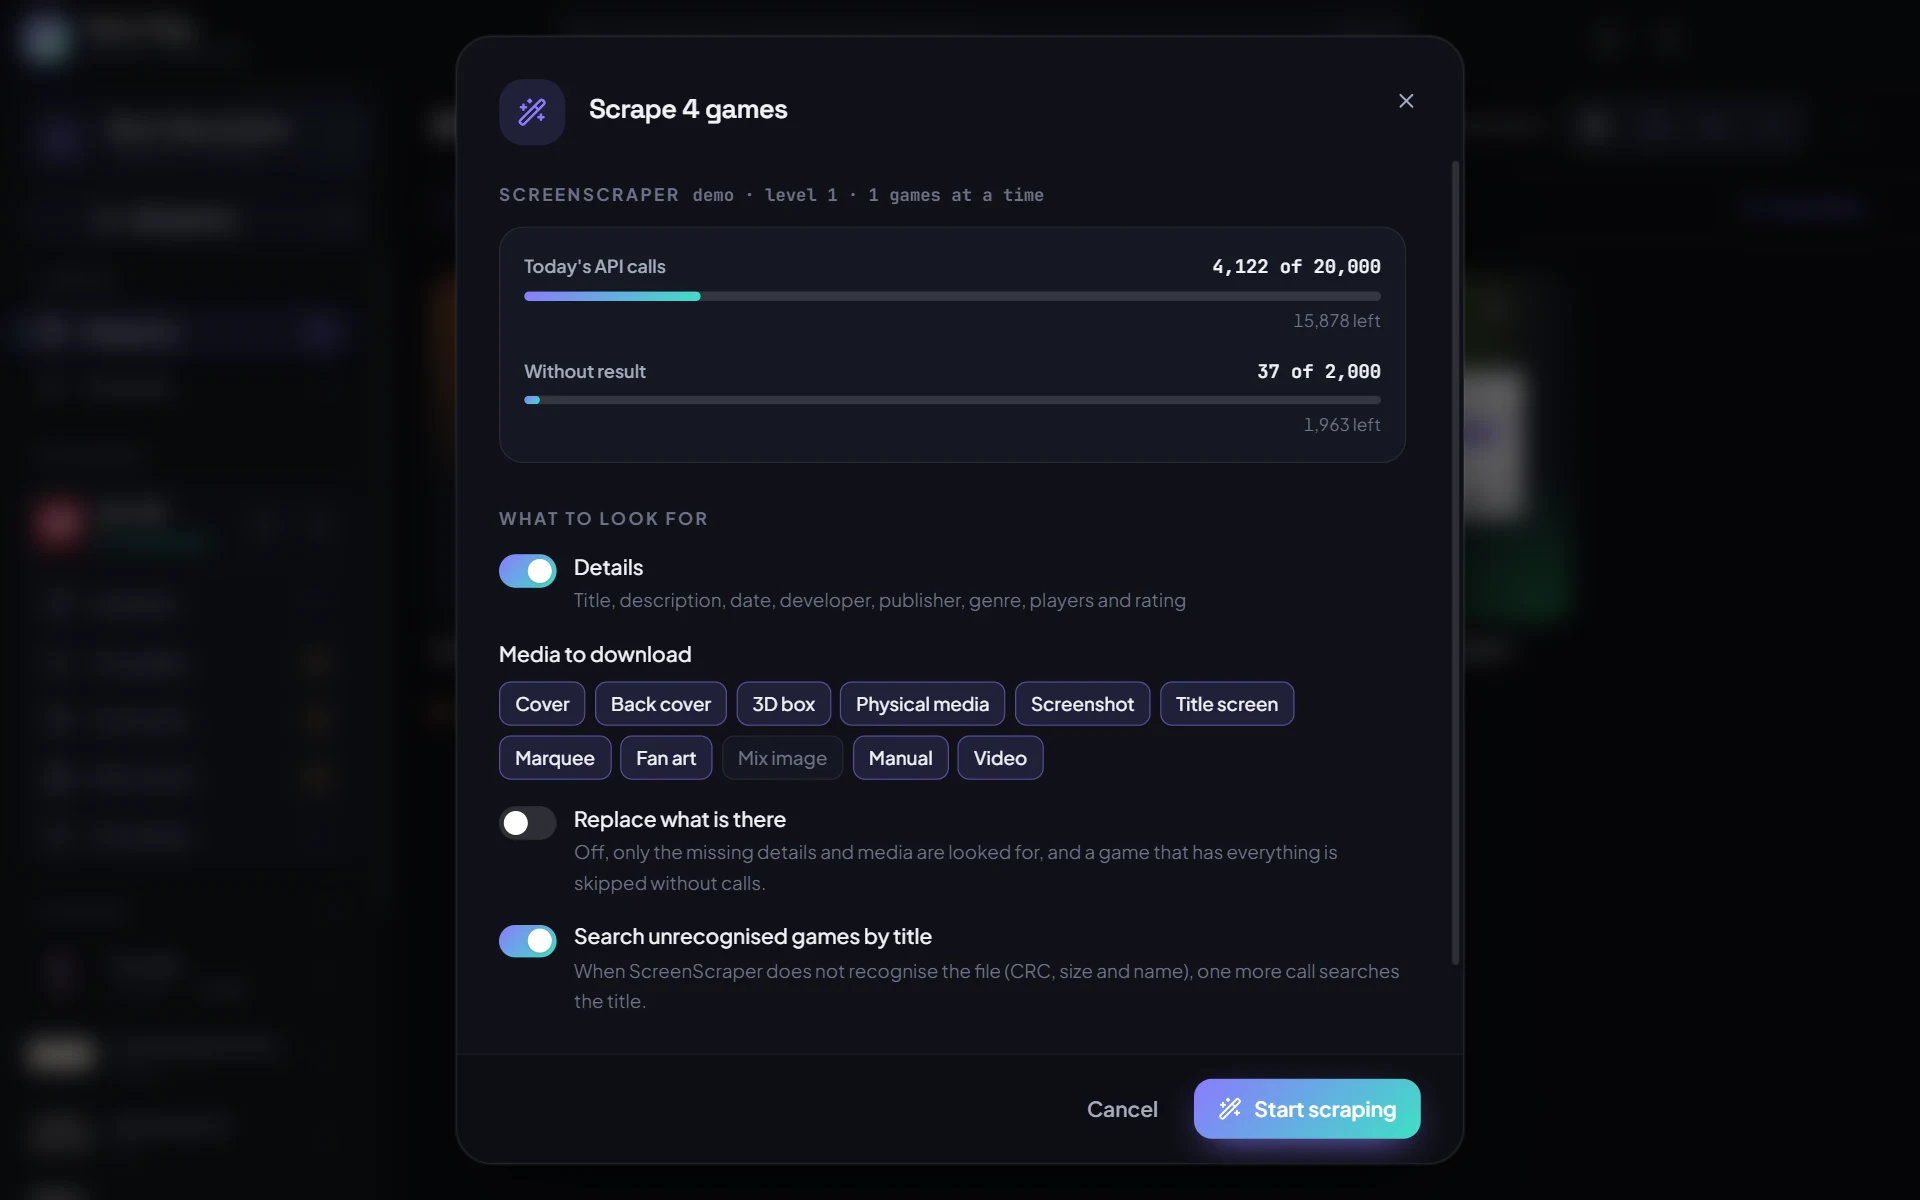 Scrape 4 games
SCREENSCRAPER demo · level 1 · 1 games at a time
Today's API calls 4,122 of 20,000
15,878 left
Without result 37 of 2,000
1,963 left
WHAT TO LOOK FOR
Details
Title, description, date, developer, publisher, genre, players and rating
Media to download
Cover Back cover 3D box Physical media Screenshot Title screen
Marquee Fan art Mix image Manual Video
Replace what is there
Off, only the missing details and media are looked for, and a game that has everything is
skipped without calls.
Search unrecognised games by title
When ScreenScraper does not recognise the file (CRC, size and name), one more call searches
the title.
Cancel Start scraping